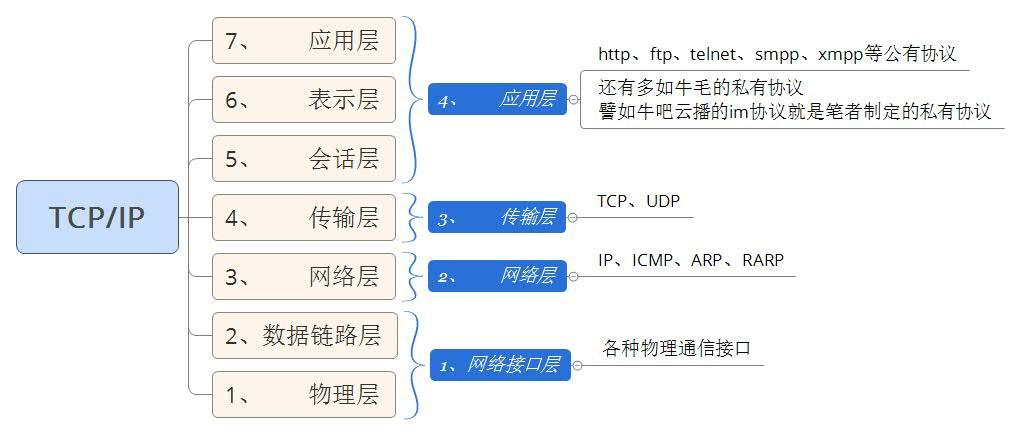 TCP/IP
7、 应用层
6、 表示层
5、 会话层
4、 传输层
3、 网络层
2、数据链路层
1、 物理层
4、 应用层
http、ftp、telnet、smpp、xmpp等公有协议
还有多如牛毛的私有协议
譬如牛吧云播的im协议就是笔者制定的私有协议
3、 传输层
TCP、UDP
2、 网络层
IP、ICMP、ARP、RARP
1、网络接口层
各种物理通信接口